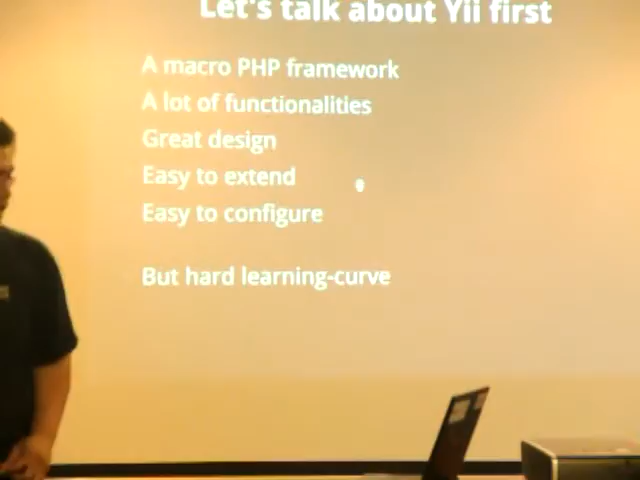 Let's talk about Yii first
A macro PHP framework
A lot of functionalities
Great design
Easy to extend
Easy to configure
But hard learning-curve